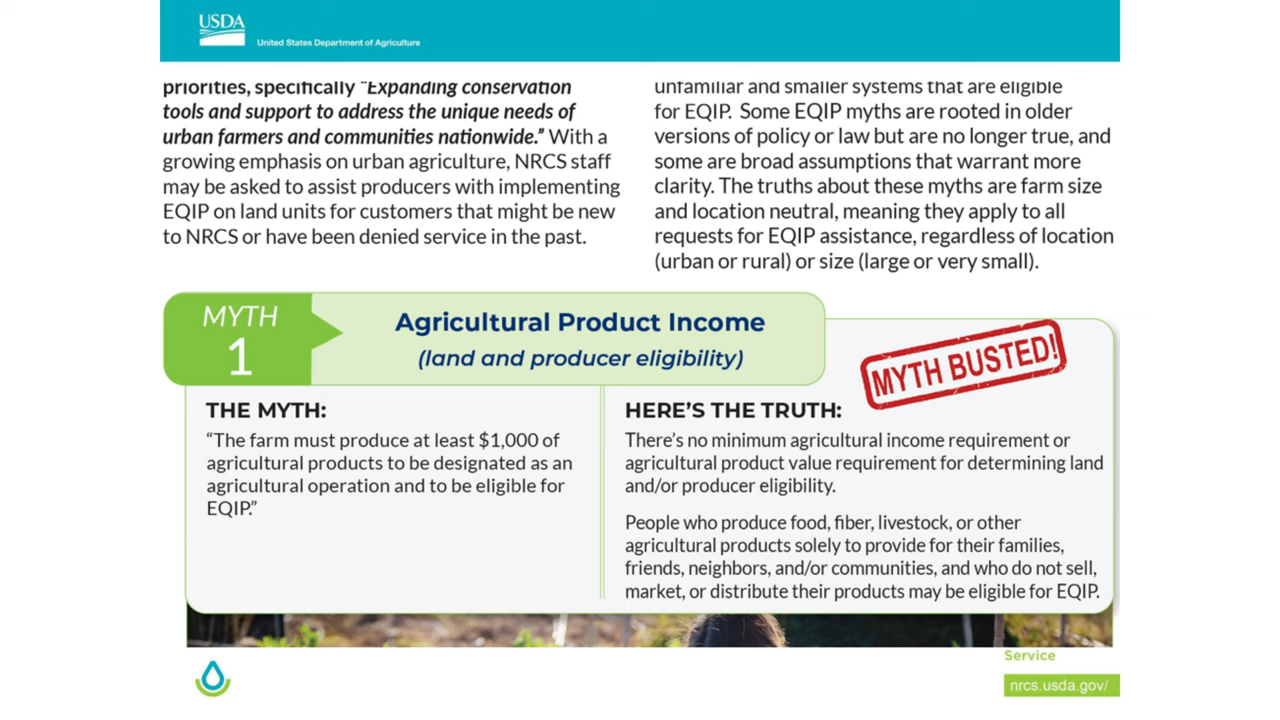 USDA
United States Department of Agriculture
priorities, specifically "Expanding conservation
tools and support to address the unique needs of
urban farmers and communities nationwide." With a
growing emphasis on urban agriculture, NRCS staff
may be asked to assist producers with implementing
EQIP on land units for customers that might be new
to NRCS or have been denied service in the past.
unfamiliar and smaller systems that are eligible
for EQIP.  Some EQIP myths are rooted in older
versions of policy or law but are no longer true, and
some are broad assumptions that warrant more
clarity. The truths about these myths are farm size
and location neutral, meaning they apply to all
requests for EQIP assistance, regardless of location
(urban or rural) or size (large or very small).
MYTH
1
Agricultural Product Income
(land and producer eligibility)
MYTH BUSTED!
THE MYTH:
“The farm must produce at least $1,000 of
agricultural products to be designated as an
agricultural operation and to be eligible for
EQIP.”
HERE’S THE TRUTH:
There’s no minimum agricultural income requirement or
agricultural product value requirement for determining land
and/or producer eligibility.
People who produce food, fiber, livestock, or other
agricultural products solely to provide for their families,
friends, neighbors, and/or communities, and who do not sell,
market, or distribute their products may be eligible for EQIP.
Service
nrcs.usda.gov/